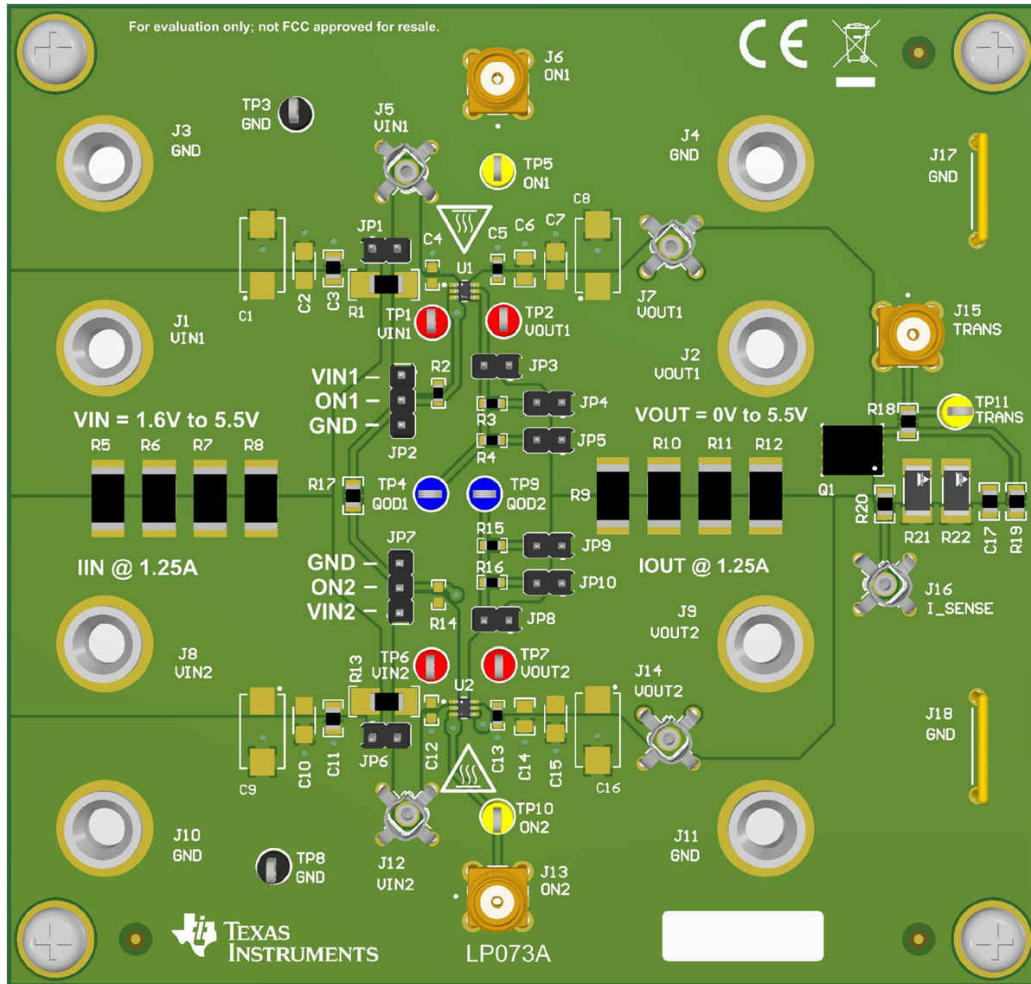 For evaluation only; not FCC approved for resale.
CE
J6
ON1
TP3
GND
J5
VIN1
J3
GND
J4
GND
TP5
ON1
J17
GND
C8
JP1
C4
C5
C6
C7
U1
C1
C2
C3
R1
TP1
VIN1
TP2
VOUT1
J7
VOUT1
J15
TRANS
J1
VIN1
J2
VOUT1
R2
JP3
VIN1
ON1
GND
JP2
R3
JP4
R4
JP5
VIN = 1.6V to 5.5V
VOUT = 0V to 5.5V
R18
TP11
TRANS
R5
R6
R7
R8
R9
R10
R11
R12
R17
TP4
QOD1
TP9
QOD2
Q1
R20
R21
R22
C17
R19
JP7
R15
JP9
R16
JP10
GND
ON2
VIN2
R14
JP8
IIN @ 1.25A
IOUT @ 1.25A
J16
I_SENSE
J8
VIN2
J9
VOUT2
R13
TP6
VIN2
TP7
VOUT2
J14
VOUT2
U2
J18
GND
C9
C10
C11
JP6
C12
C13
C14
C15
C16
J10
GND
J11
GND
TP10
ON2
TP8
GND
J12
VIN2
J13
ON2
TEXAS
INSTRUMENTS
LP073A